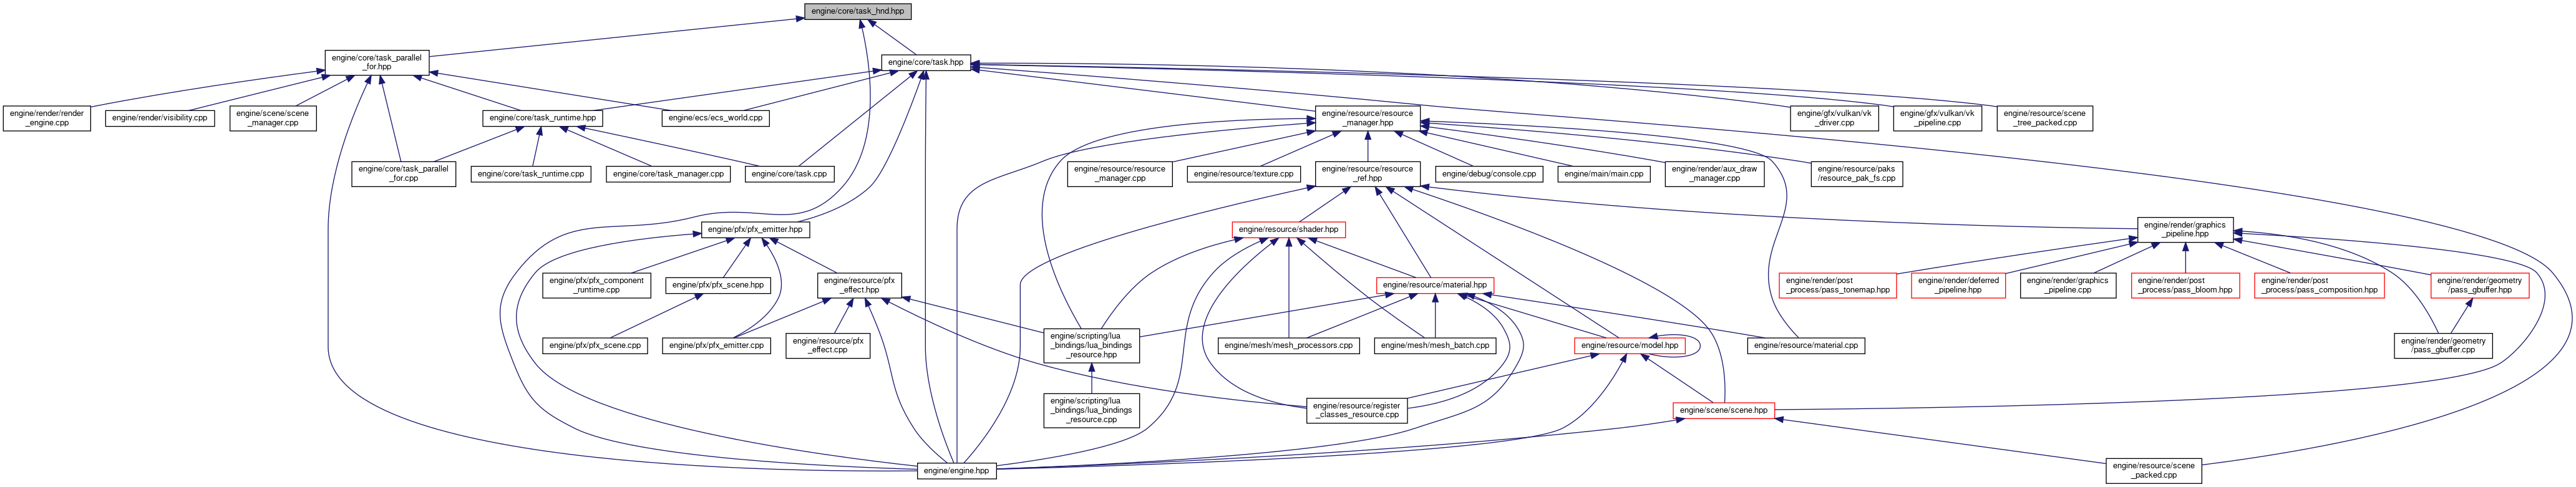 engine/core/task_hnd.hpp
engine/core/task_parallel
_for.hpp
engine/core/task.hpp
engine/render/render
_engine.cpp
engine/render/visibility.cpp
engine/scene/scene
_manager.cpp
engine/core/task_runtime.hpp
engine/ecs/ecs_world.cpp
engine/resource/resource
_manager.hpp
engine/gfx/vulkan/vk
_driver.cpp
engine/gfx/vulkan/vk
_pipeline.cpp
engine/resource/scene
_tree_packed.cpp
engine/core/task_parallel
_for.cpp
engine/core/task_runtime.cpp
engine/core/task_manager.cpp
engine/core/task.cpp
engine/resource/resource
_manager.cpp
engine/resource/texture.cpp
engine/resource/resource
_ref.hpp
engine/debug/console.cpp
engine/main/main.cpp
engine/render/aux_draw
_manager.cpp
engine/resource/paks
/resource_pak_fs.cpp
engine/pfx/pfx_emitter.hpp
engine/resource/shader.hpp
engine/render/graphics
_pipeline.hpp
engine/pfx/pfx_component
_runtime.cpp
engine/pfx/pfx_scene.hpp
engine/resource/pfx
_effect.hpp
engine/resource/material.hpp
engine/render/post
_process/pass_tonemap.hpp
engine/render/deferred
_pipeline.hpp
engine/render/graphics
_pipeline.cpp
engine/render/post
_process/pass_bloom.hpp
engine/render/post
_process/pass_composition.hpp
engine/render/geometry
/pass_gbuffer.hpp
engine/pfx/pfx_scene.cpp
engine/pfx/pfx_emitter.cpp
engine/resource/pfx
_effect.cpp
engine/scripting/lua
_bindings/lua_bindings
_resource.hpp
engine/mesh/mesh_processors.cpp
engine/mesh/mesh_batch.cpp
engine/resource/model.hpp
engine/resource/material.cpp
engine/render/geometry
/pass_gbuffer.cpp
engine/scripting/lua
_bindings/lua_bindings
_resource.cpp
engine/resource/register
_classes_resource.cpp
engine/scene/scene.hpp
engine/engine.hpp
engine/resource/scene
_packed.cpp